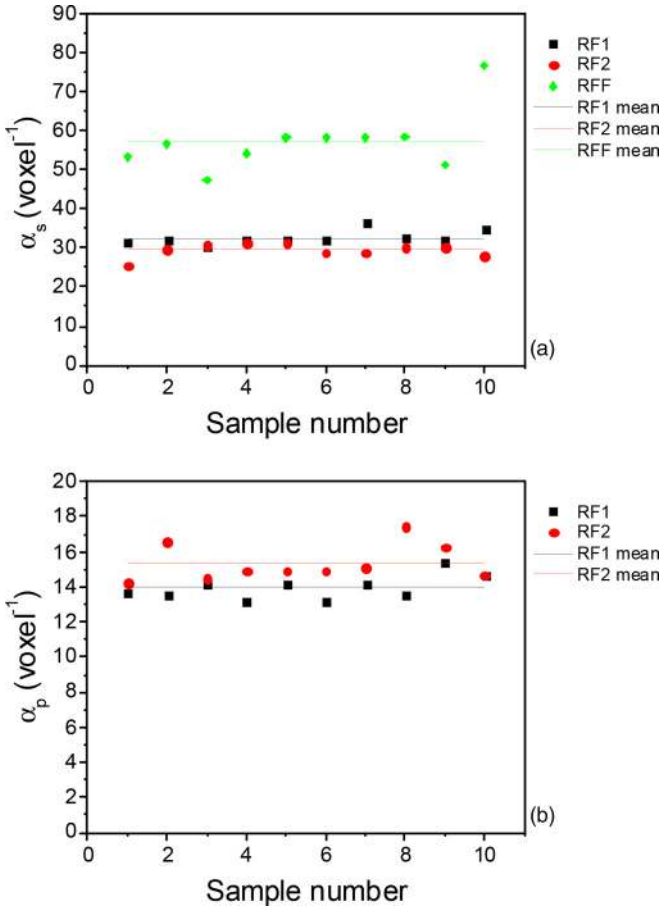 90
80
70
60
50
40
30
20
10
0
α_s (voxel^-1)
0 2 4 6 8 10
Sample number
RF1
RF2
RFF
RF1 mean
RF2 mean
RFF mean
(a)
20
18
16
14
12
10
8
6
4
2
0
α_p (voxel^-1)
0 2 4 6 8 10
Sample number
RF1
RF2
RF1 mean
RF2 mean
(b)